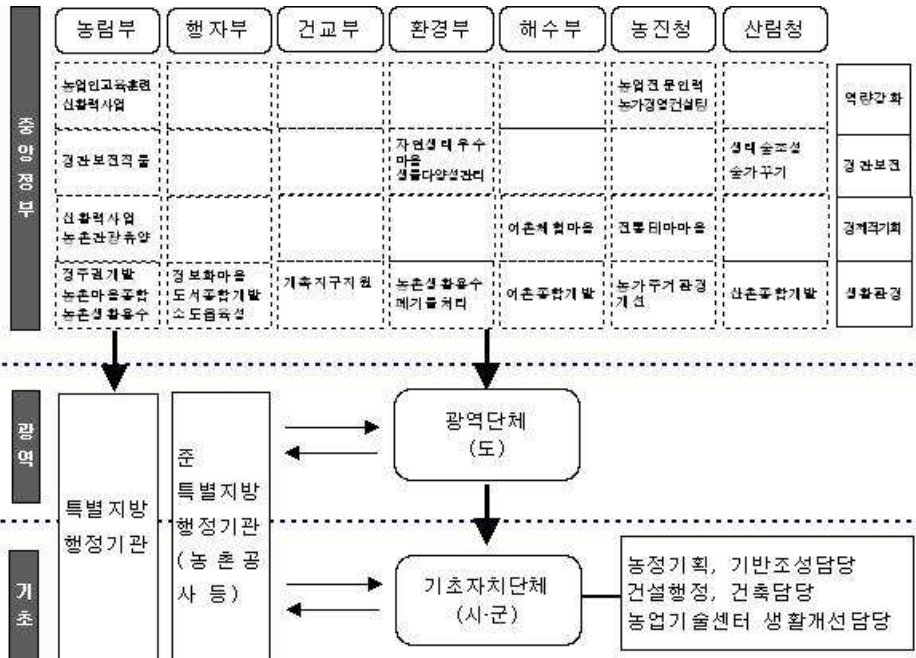 중앙정부
농림부 행자부 건교부 환경부 해수부 농진청 산림청
농업인교육훈련
신활력사업
농업전문인력
농가경영컨설팅
역량강화
경관보전직불
자연생태우수
마을
생물다양성관리
생태숲조성
숲가꾸기
경관보전
신활력사업
농촌관광휴양
어촌체험마을
전통테마마을
경제적기회
정주권개발
농촌마을종합
농촌생활용수
정보화마을
도서종합개발
소도읍육성
개축지구지원
농촌생활용수
폐기물처리
어촌종합개발
농가주거환경
개선
산촌종합개발
생활환경
광역
특별지방
행정기관
준
특별지방
행정기관
(농촌공
사 등)
광역단체
(도)
기초
기초자치단체
(시·군)
농정기획, 기반조성담당
건설행정, 건축담당
농업기술센터 생활개선담당